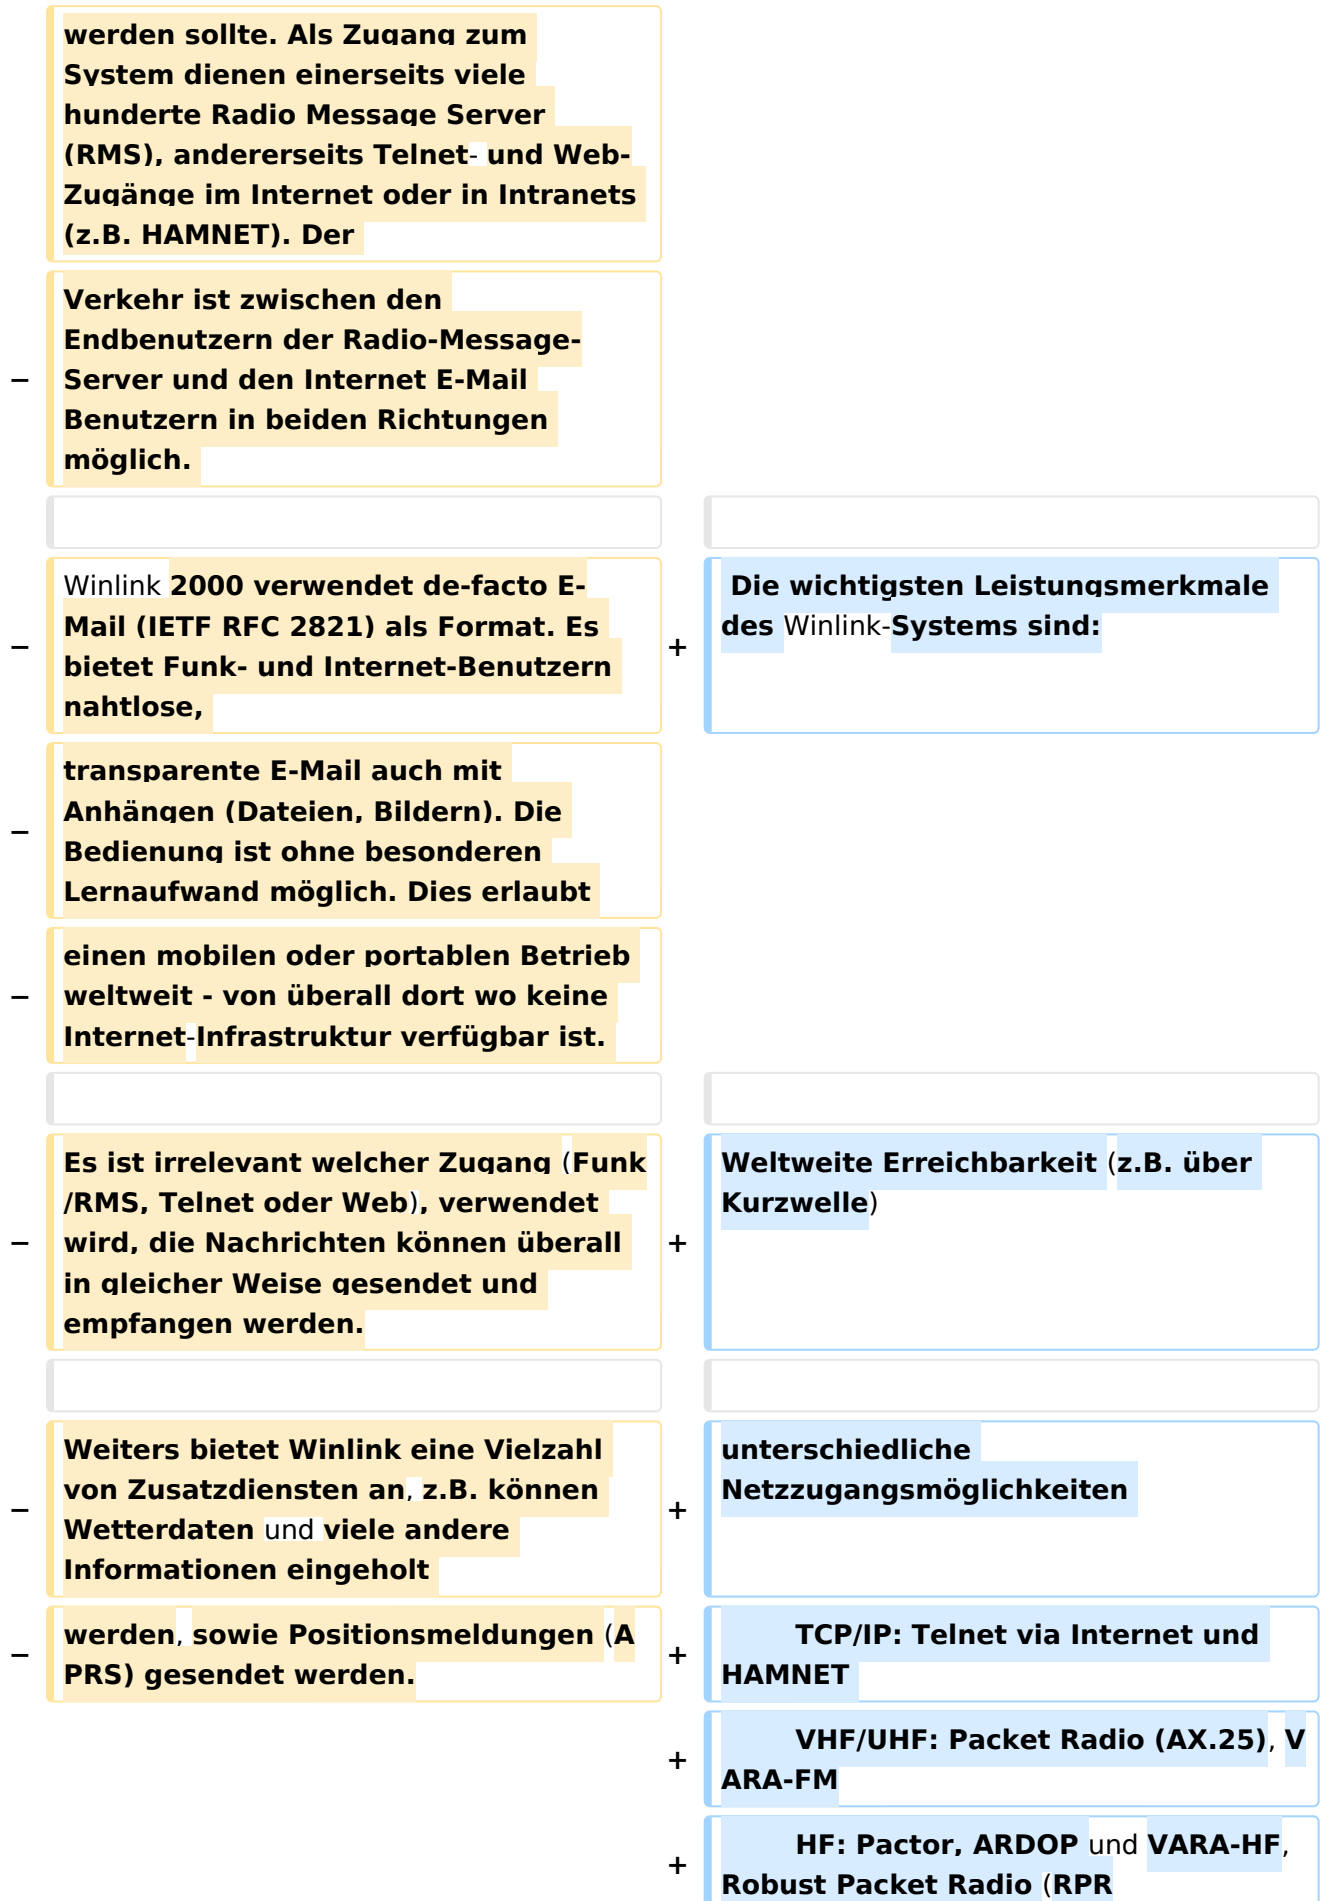 werden sollte. Als Zugang zum
System dienen einerseits viele
hunderte Radio Message Server
(RMS), andererseits Telnet- und Web-
Zugänge im Internet oder in Intranets
(z.B. HAMNET). Der
−
Verkehr ist zwischen den
Endbenutzern der Radio-Message-
Server und den Internet E-Mail
Benutzern in beiden Richtungen
möglich.
−
Winlink 2000 verwendet de-facto E-
Mail (IETF RFC 2821) als Format. Es
bietet Funk- und Internet-Benutzern
nahtlose,
+
Die wichtigsten Leistungsmerkmale
des Winlink-Systems sind:
−
transparente E-Mail auch mit
Anhängen (Dateien, Bildern). Die
Bedienung ist ohne besonderen
Lernaufwand möglich. Dies erlaubt
−
einen mobilen oder portablen Betrieb
weltweit - von überall dort wo keine
Internet-Infrastruktur verfügbar ist.
−
Es ist irrelevant welcher Zugang (Funk
/RMS, Telnet oder Web), verwendet
wird, die Nachrichten können überall
in gleicher Weise gesendet und
empfangen werden.
+
Weltweite Erreichbarkeit (z.B. über
Kurzwelle)
−
Weiters bietet Winlink eine Vielzahl
von Zusatzdiensten an, z.B. können
Wetterdaten und viele andere
Informationen eingeholt
+
unterschiedliche
Netzzugangsmöglichkeiten
−
werden, sowie Positionsmeldungen (A
PRS) gesendet werden.
+
TCP/IP: Telnet via Internet und
HAMNET
+
VHF/UHF: Packet Radio (AX.25), V
ARA-FM
+
HF: Pactor, ARDOP und VARA-HF,
Robust Packet Radio (RPR